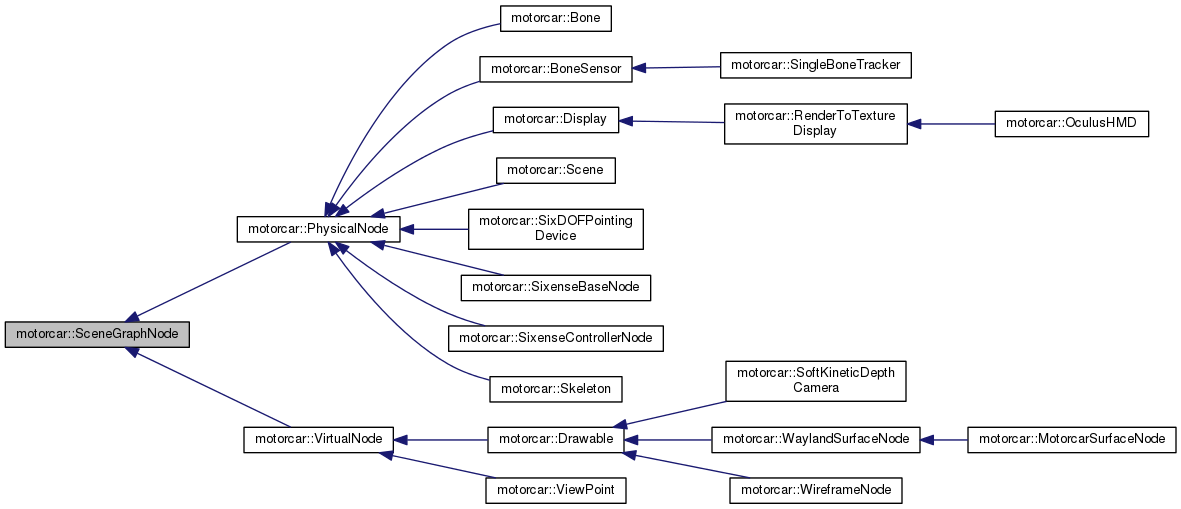 motorcar::Bone
motorcar::BoneSensor
motorcar::SingleBoneTracker
motorcar::Display
motorcar::RenderToTexture
Display
motorcar::OculusHMD
motorcar::Scene
motorcar::PhysicalNode
motorcar::SixDOFPointing
Device
motorcar::SixenseBaseNode
motorcar::SceneGraphNode
motorcar::SixenseControllerNode
motorcar::Skeleton
motorcar::SoftKineticDepth
Camera
motorcar::VirtualNode
motorcar::Drawable
motorcar::WaylandSurfaceNode
motorcar::MotorcarSurfaceNode
motorcar::ViewPoint
motorcar::WireframeNode